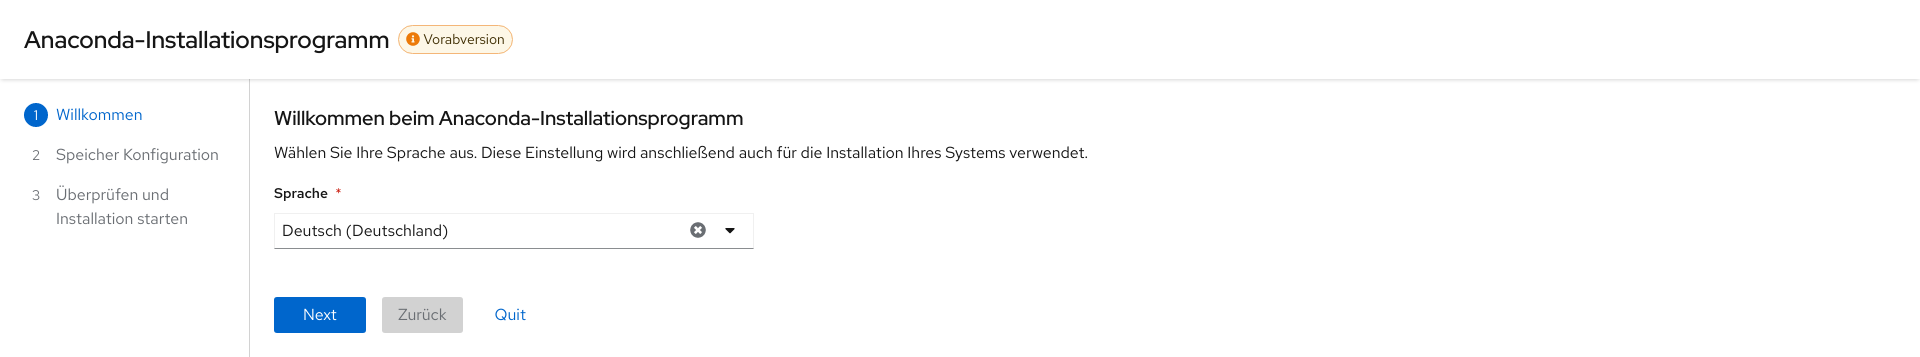 Anaconda-Installationsprogramm
Vorabversion
1 Willkommen
2 Speicher Konfiguration
3 Überprüfen und
Installation starten
Willkommen beim Anaconda-Installationsprogramm
Wählen Sie Ihre Sprache aus. Diese Einstellung wird anschließend auch für die Installation Ihres Systems verwendet.
Sprache *
Deutsch (Deutschland)
Next
Zurück
Quit